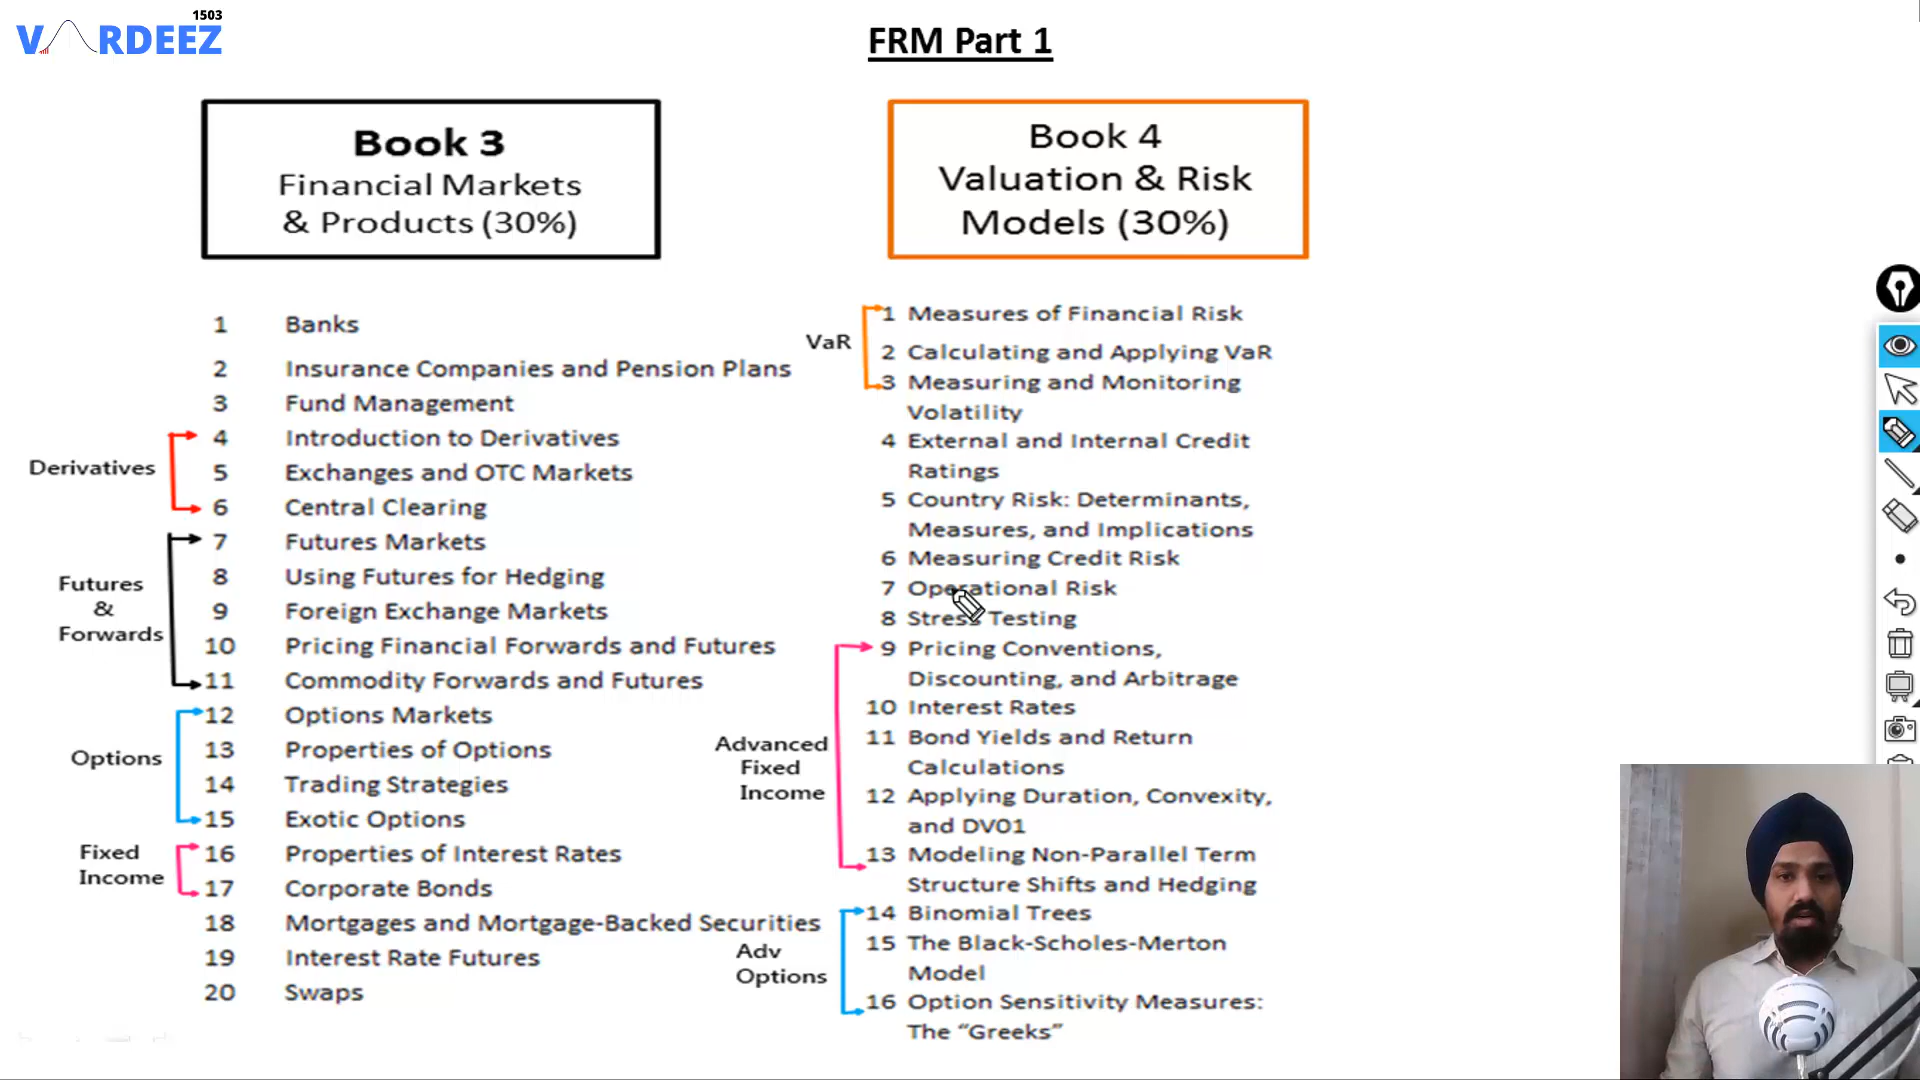 1503
VARDEEZ
FRM Part 1
Book 3
Financial Markets
& Products (30%)
1 Banks
2 Insurance Companies and Pension Plans
3 Fund Management
Derivatives
4 Introduction to Derivatives
5 Exchanges and OTC Markets
6 Central Clearing
Futures
&
Forwards
7 Futures Markets
8 Using Futures for Hedging
9 Foreign Exchange Markets
10 Pricing Financial Forwards and Futures
11 Commodity Forwards and Futures
Options
12 Options Markets
13 Properties of Options
14 Trading Strategies
15 Exotic Options
Fixed
Income
16 Properties of Interest Rates
17 Corporate Bonds
18 Mortgages and Mortgage-Backed Securities
19 Interest Rate Futures
20 Swaps
Book 4
Valuation & Risk
Models (30%)
VaR
1 Measures of Financial Risk
2 Calculating and Applying VaR
3 Measuring and Monitoring
Volatility
4 External and Internal Credit
Ratings
5 Country Risk: Determinants,
Measures, and Implications
6 Measuring Credit Risk
7 Operational Risk
8 Stress Testing
Advanced
Fixed
Income
9 Pricing Conventions,
Discounting, and Arbitrage
10 Interest Rates
11 Bond Yields and Return
Calculations
12 Applying Duration, Convexity,
and DV01
13 Modeling Non-Parallel Term
Structure Shifts and Hedging
Adv
Options
14 Binomial Trees
15 The Black-Scholes-Merton
Model
16 Option Sensitivity Measures:
The “Greeks”